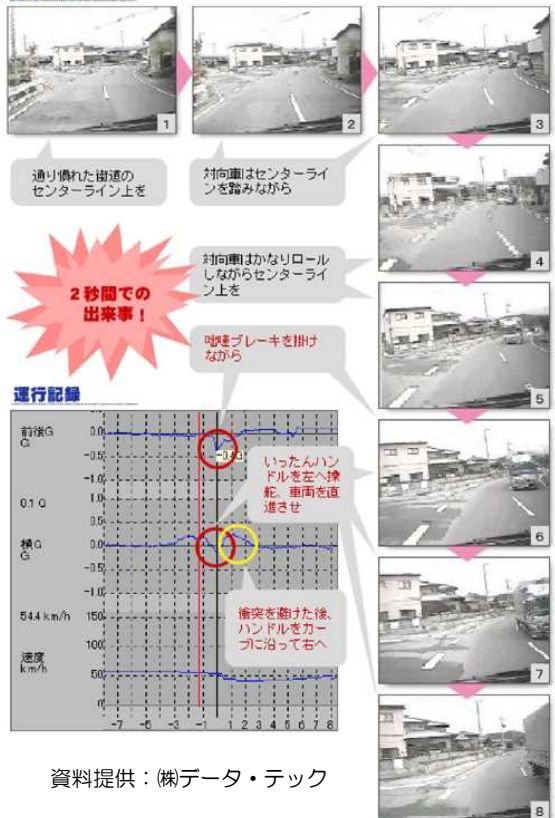 1
2
3
通り慣れた街道の
センターライン上を
対向車はセンターライ
ンを踏みながら
4
対向車はかなりロール
しながらセンターライ
ン上を
2秒間での
出来事！
5
咄嗟ブレーキを掛け
ながら
運行記録
前後G
G
0.0
-0.5
-1.0
-0.4G
いったんハン
ドルを左へ操
舵、車両を直
進させ
6
0.1 G
1.0
0.5
横G
G
0.0
-0.5
-1.0
衝突を避けた後、
ハンドルをカー
ブに沿って右へ
7
54.4 km/h
150
100
速度
km/h
50
0
-7 -5 -3 -1 1 2 3 4 5 6 7 8
資料提供：㈱データ・テック
8